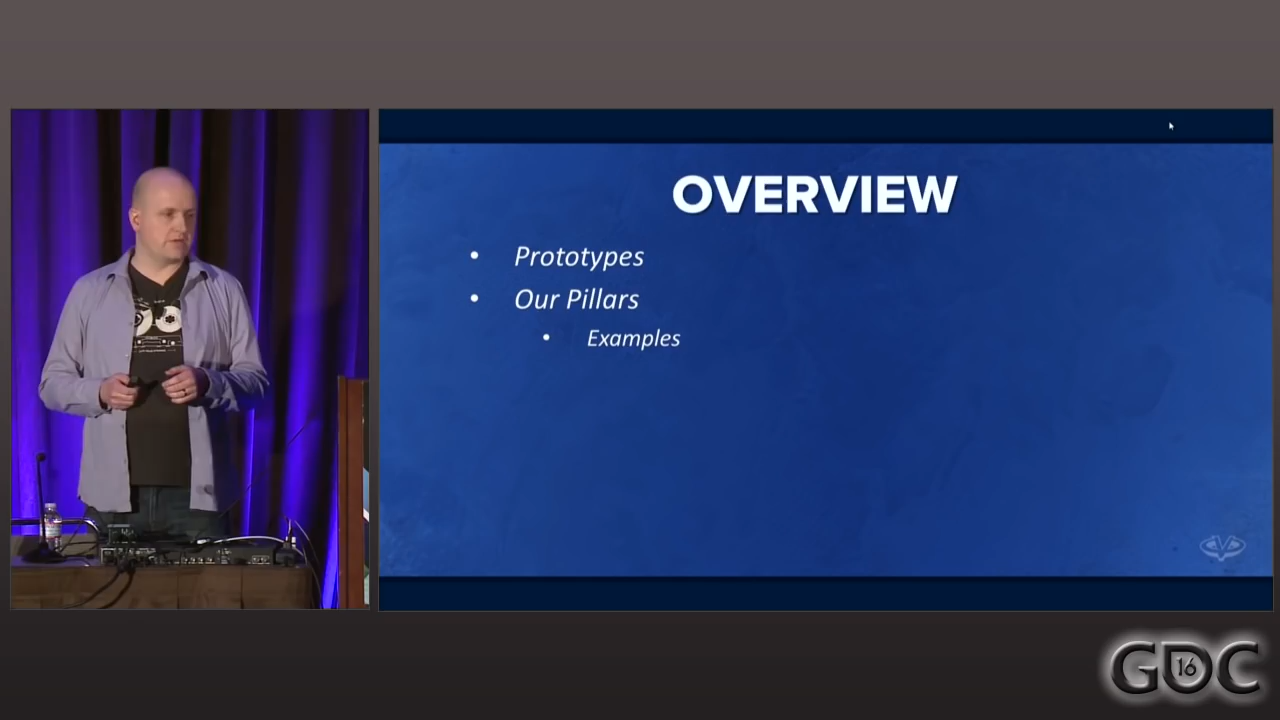 OVERVIEW
• Prototypes
• Our Pillars
• Examples
GDC
16